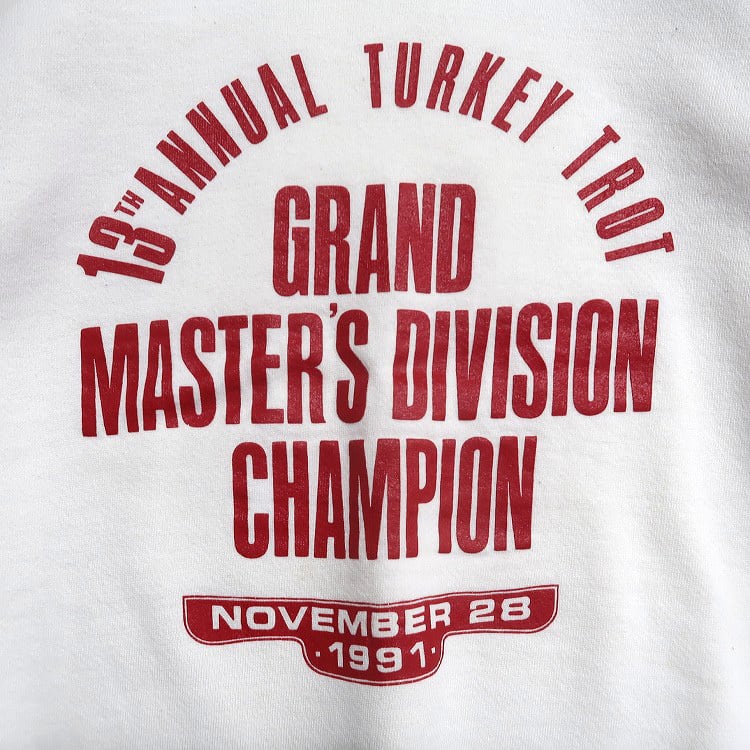 13TH ANNUAL TURKEY TROT
GRAND
MASTER'S DIVISION
CHAMPION
NOVEMBER 28
·1991·